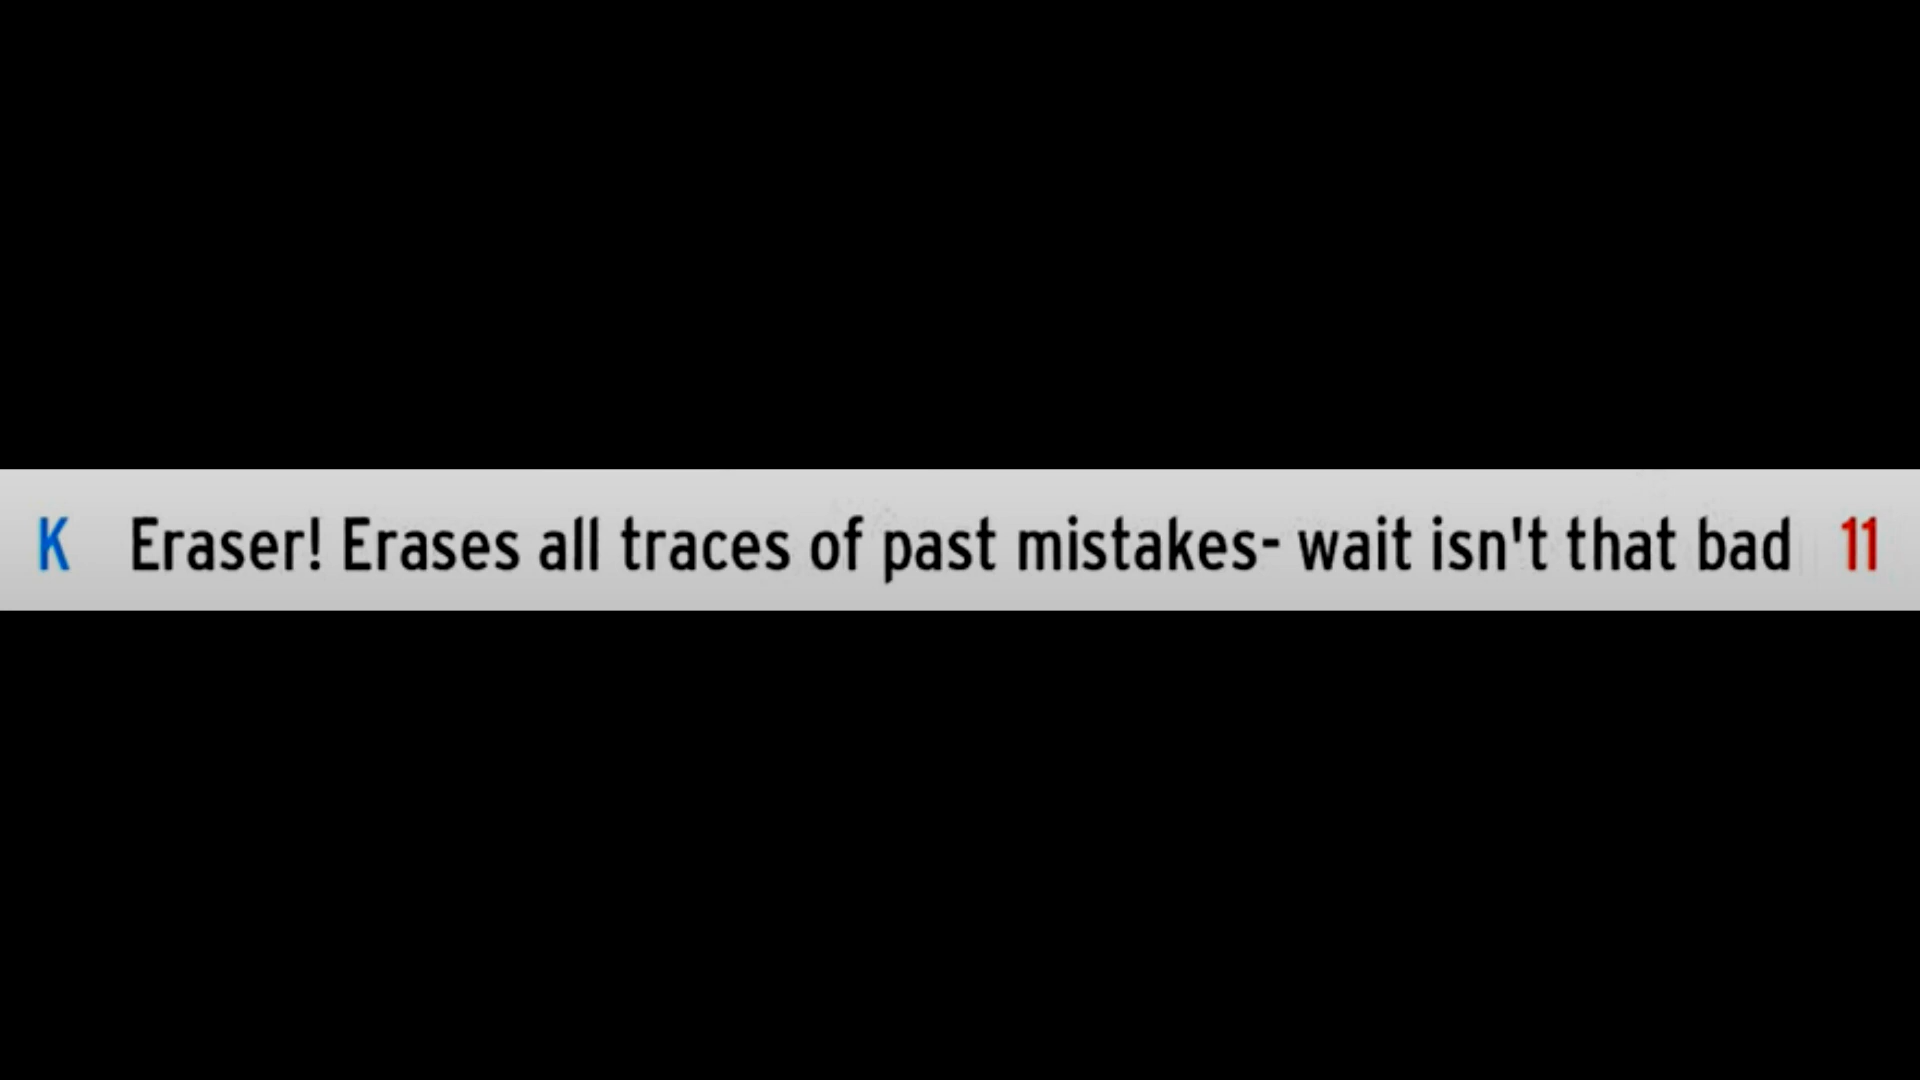 K Eraser! Erases all traces of past mistakes- wait isn't that bad 11